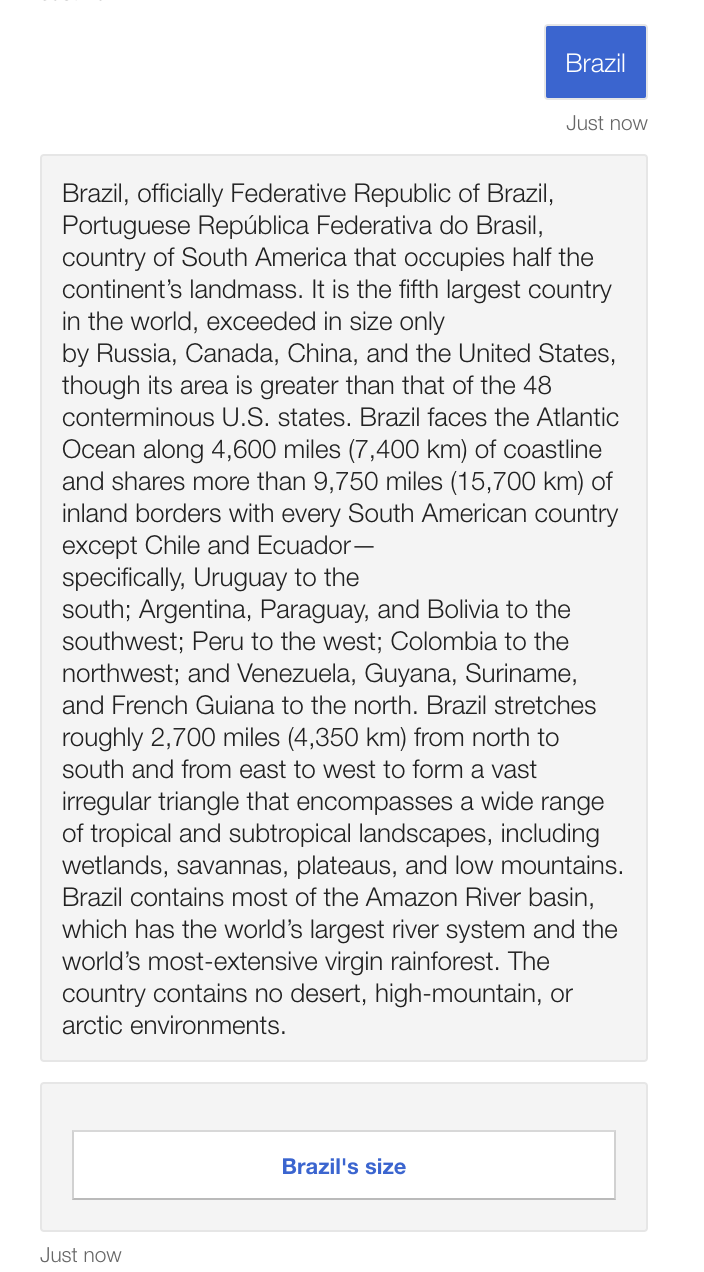 Brazil
Just now
Brazil, officially Federative Republic of Brazil,
Portuguese República Federativa do Brasil,
country of South America that occupies half the
continent’s landmass. It is the fifth largest country
in the world, exceeded in size only
by Russia, Canada, China, and the United States,
though its area is greater than that of the 48
conterminous U.S. states. Brazil faces the Atlantic
Ocean along 4,600 miles (7,400 km) of coastline
and shares more than 9,750 miles (15,700 km) of
inland borders with every South American country
except Chile and Ecuador—
specifically, Uruguay to the
south; Argentina, Paraguay, and Bolivia to the
southwest; Peru to the west; Colombia to the
northwest; and Venezuela, Guyana, Suriname,
and French Guiana to the north. Brazil stretches
roughly 2,700 miles (4,350 km) from north to
south and from east to west to form a vast
irregular triangle that encompasses a wide range
of tropical and subtropical landscapes, including
wetlands, savannas, plateaus, and low mountains.
Brazil contains most of the Amazon River basin,
which has the world’s largest river system and the
world’s most-extensive virgin rainforest. The
country contains no desert, high-mountain, or
arctic environments.
Brazil's size
Just now